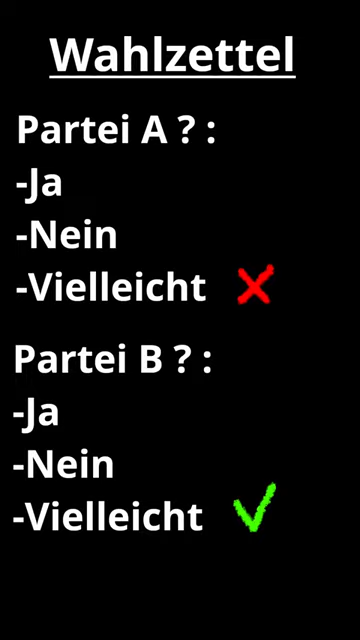 Wahlzettel
Partei A ? :
-Ja
-Nein
-Vielleicht
Partei B ? :
-Ja
-Nein
-Vielleicht